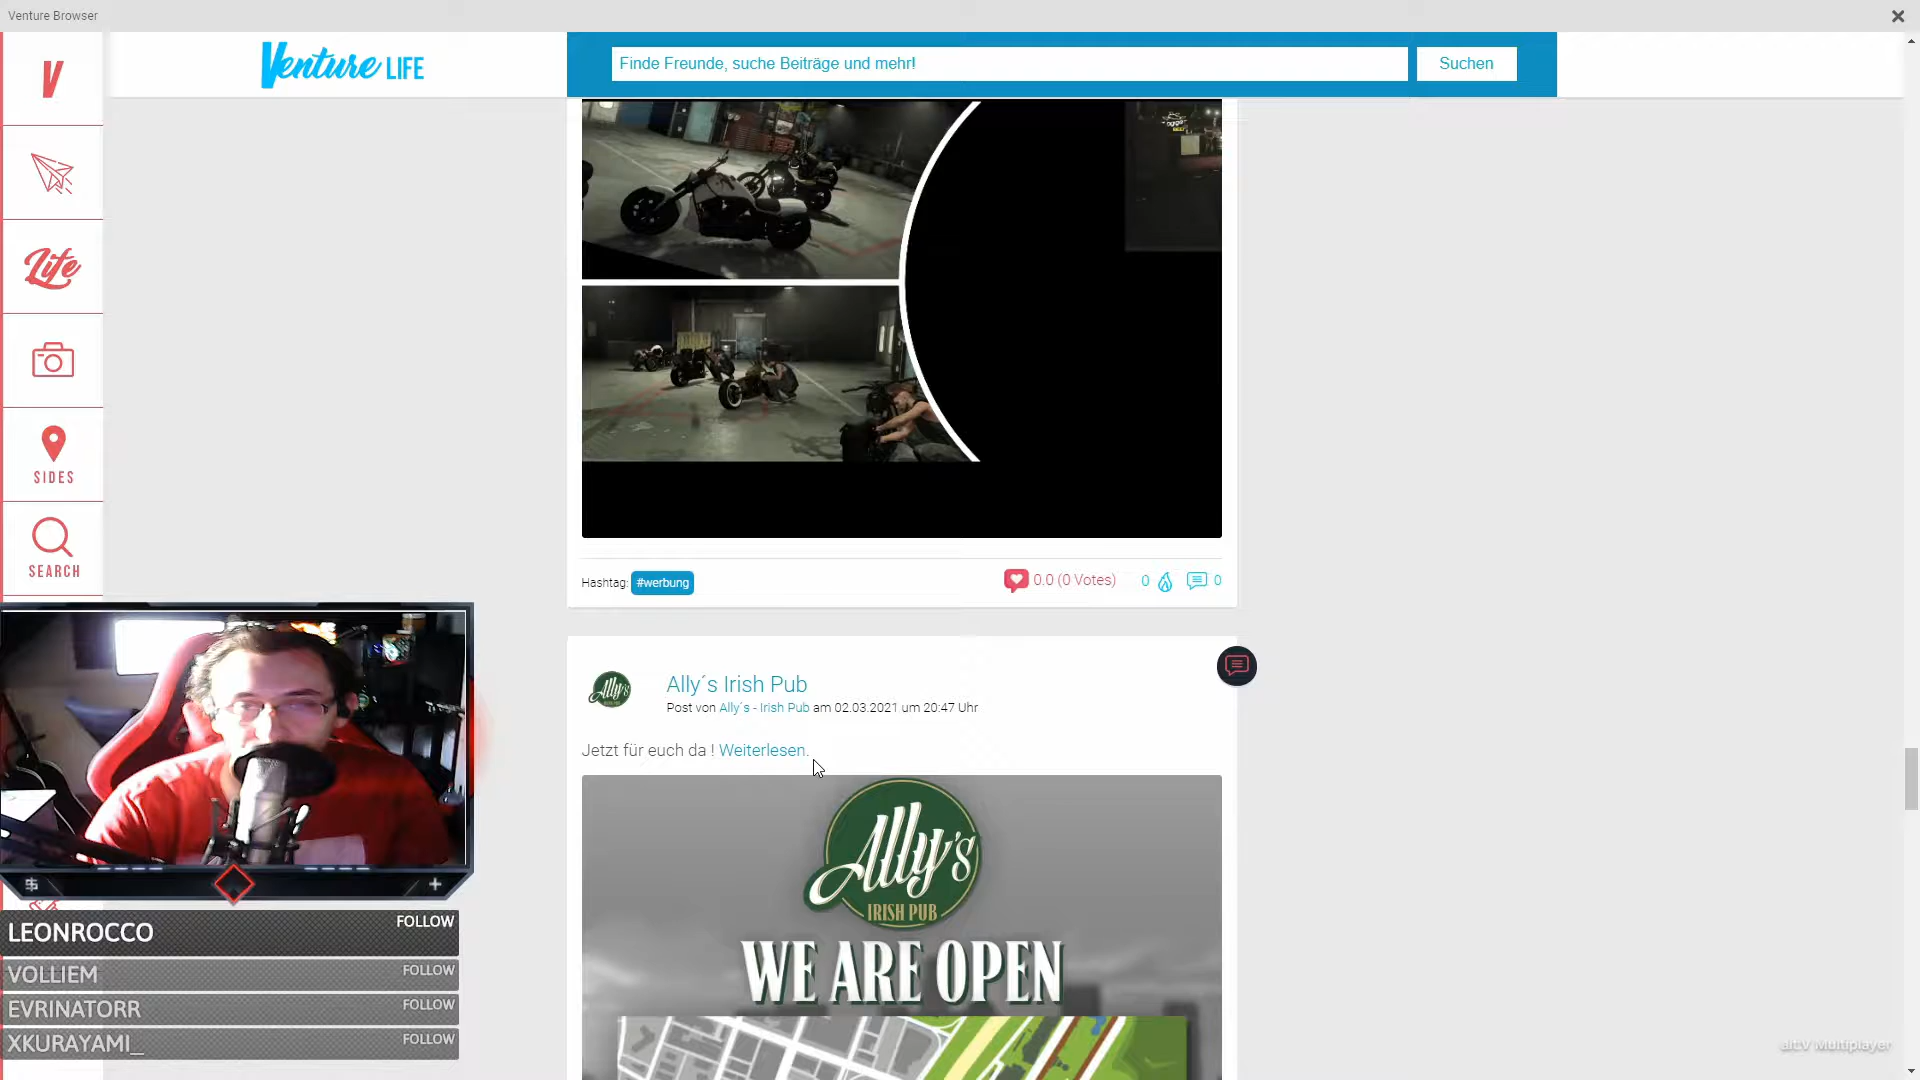 Venture Browser
V
Venture LIFE
Finde Freunde, suche Beiträge und mehr!
Suchen
Life
SIDES
SEARCH
Hashtag: #werbung
0.0 (0 Votes)
0
0
Ally´s Irish Pub
Post von Ally´s - Irish Pub am 02.03.2021 um 20:47 Uhr
Jetzt für euch da ! Weiterlesen.
Ally's
Ally's
IRISH PUB
WE ARE OPEN
LEONROCCO FOLLOW
VOLLIEM FOLLOW
EVRINATORR FOLLOW
XKURAYAMI_ FOLLOW
alt:V Multiplayer